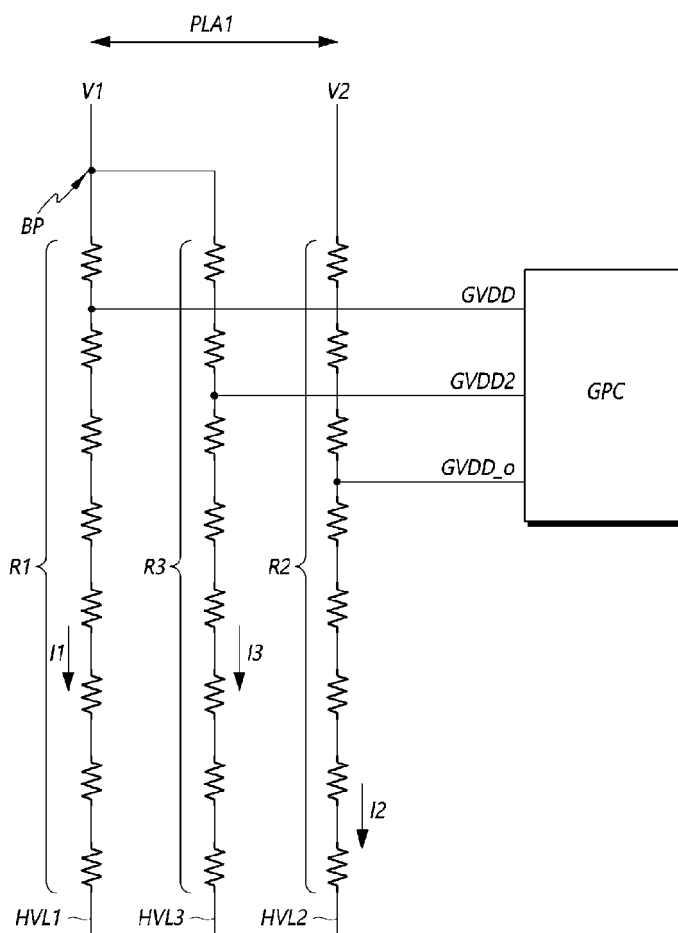 PLA1
V1
V2
BP
GVDD
GVDD2
GPC
GVDD_o
R1
R3
R2
I1
I3
I2
HVL1
HVL3
HVL2